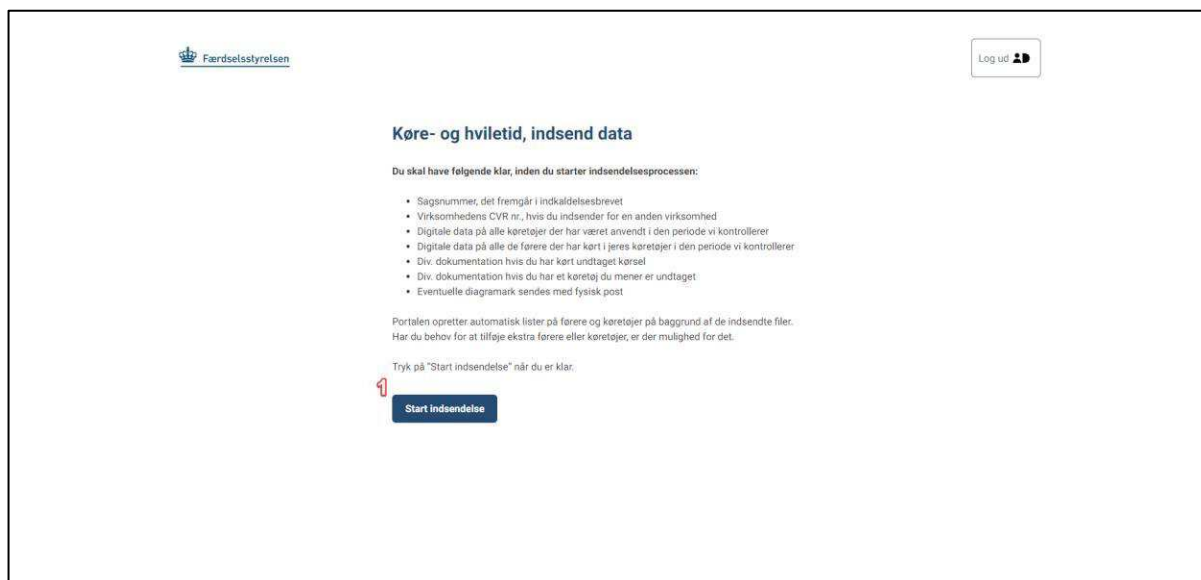 Færdselsstyrelsen
Log ud
Køre- og hviletid, indsend data
Du skal have følgende klar, inden du starter indsendelsesprocessen:
• Sagsnummer, det fremgår i indkaldelsesbrevet
• Virksomhedens CVR nr., hvis du indsender for en anden virksomhed
• Digitale data på alle køretøjer der har været anvendt i den periode vi kontrollerer
• Digitale data på alle de førere der har kørt i jeres køretøjer i den periode vi kontrollerer
• Div. dokumentation hvis du har kørt undtaget kørsel
• Div. dokumentation hvis du har et køretøj du mener er undtaget
• Eventuelle diagramark sendes med fysisk post
Portalen opretter automatisk lister på førere og køretøjer på baggrund af de indsendte filer.
Har du behov for at tilføje ekstra førere eller køretøjer, er der mulighed for det.
Tryk på "Start indsendelse" når du er klar.
1
Start indsendelse